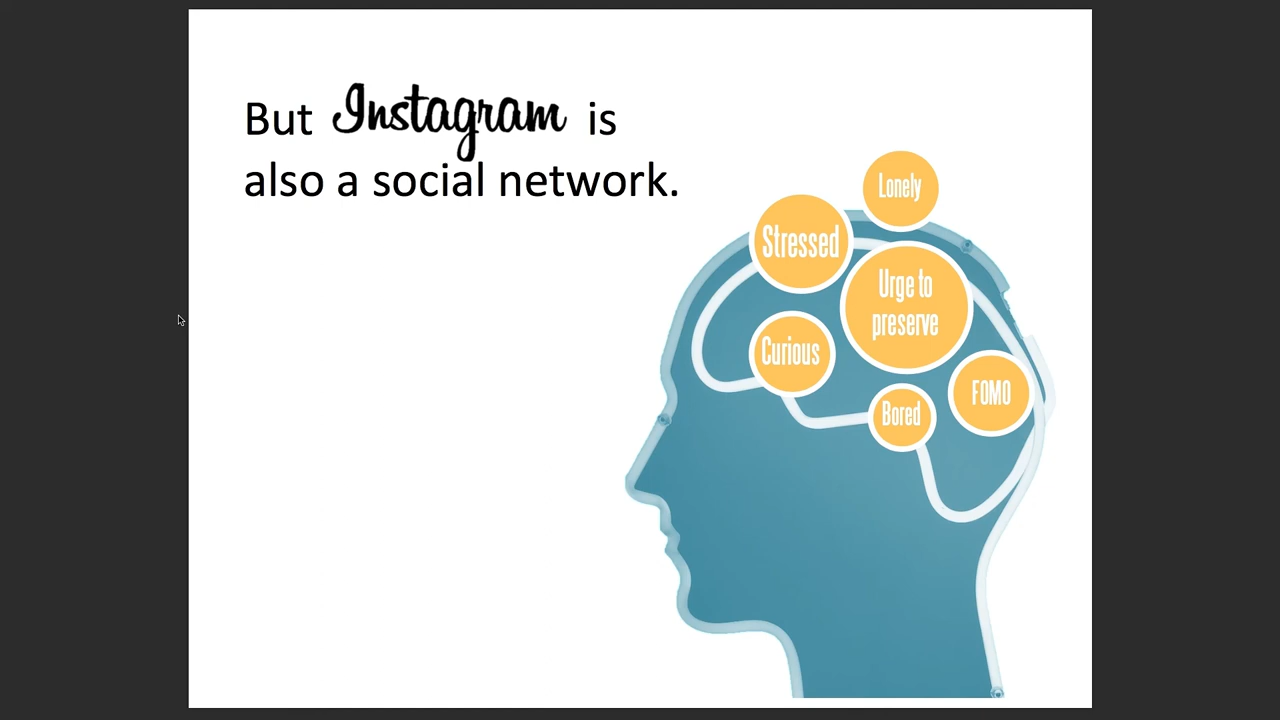 But Instagram is
also a social network.
Lonely
Stressed
Urge to
preserve
Curious
FOMO
Bored